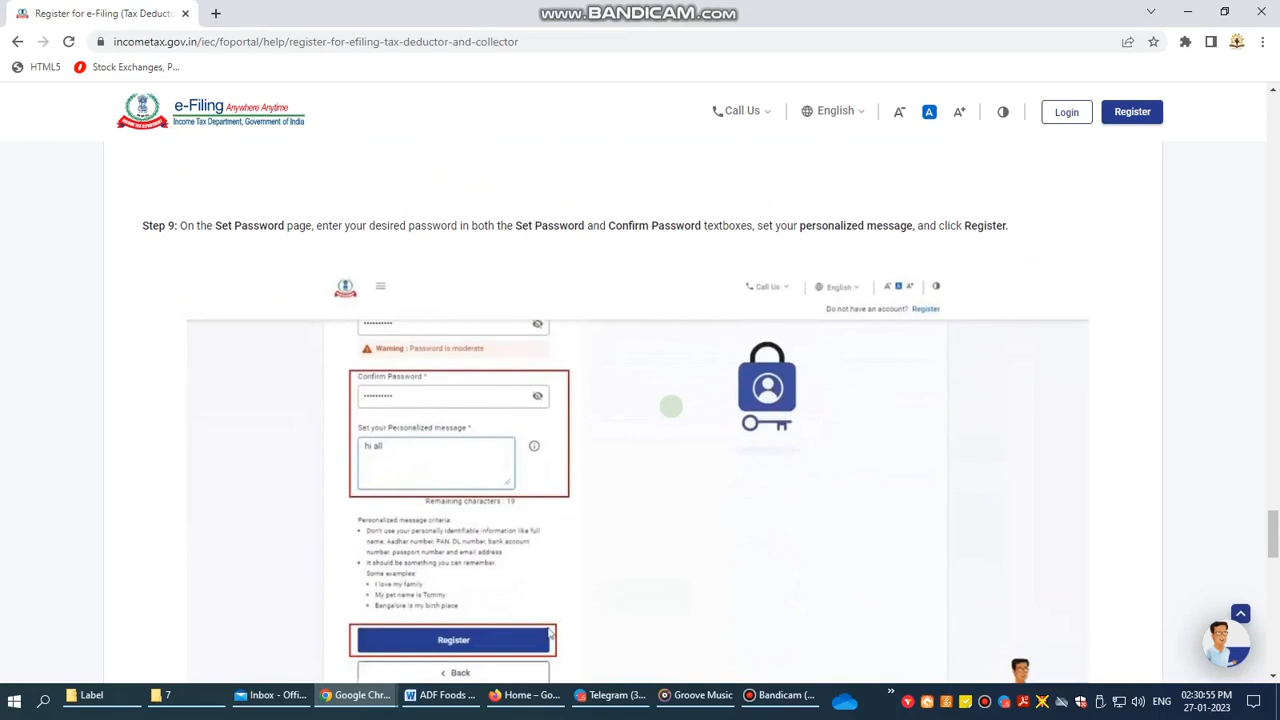 Register for e-Filing (Tax Deduct
www.BANDICAM.com
incometax.gov.in/iec/foportal/help/register-for-efiling-tax-deductor-and-collector
HTML5
Stock Exchanges, P...
e-Filing Anywhere Anytime
Income Tax Department, Government of India
Call Us
English
A-
A
A+
Login
Register
Step 9: On the Set Password page, enter your desired password in both the Set Password and Confirm Password textboxes, set your personalized message, and click Register.
Call Us
English
A
A
A
Do not have an account? Register
Warning : Password is moderate
Confirm Password *
Set your Personalized message *
hi all
Remaining characters : 19
Personalized message criteria:
Don't use your personally identifiable information like full
name, Aadhar number, PAN, DL number, bank account
number, passport number and email address
It should be something you can remember.
Some examples:
I love my family
My pet name is Tommy
Bangalore is my birth place
Register
Back
Label
7
Inbox - Offi...
Google Chr...
ADF Foods ...
Home – Go...
Telegram (3...
Groove Music
Bandicam (...
ENG
02:30:55 PM
27-01-2023